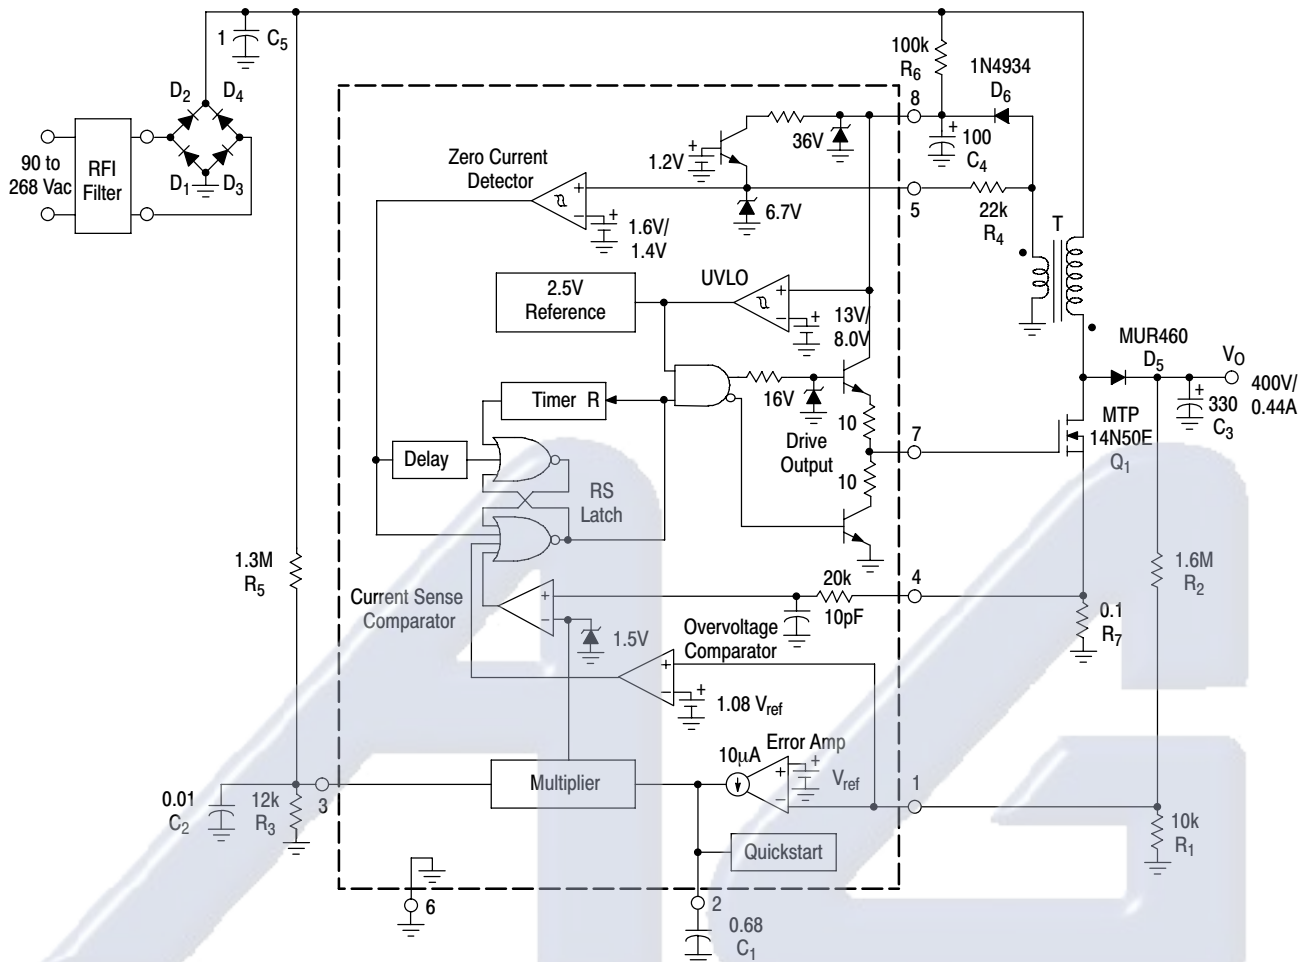 1
C5
D2
D4
90 to
268 Vac
RFI
Filter
D1
D3
100k
R6
1N4934
D6
8
36V
1.2V
100
C4
Zero Current
Detector
6.7V
5
22k
R4
T
1.6V/
1.4V
2.5V
Reference
UVLO
13V/
8.0V
MUR460
D5
VO
400V/
0.44A
Timer R
16V
10
330
C3
MTP
14N50E
Q1
Drive
Output
7
Delay
10
RS
Latch
1.3M
R5
1.6M
R2
20k
4
10pF
Current Sense
Comparator
0.1
R7
1.5V
Overvoltage
Comparator
1.08 Vref
Error Amp
10µA
Vref
Multiplier
1
0.01
C2
12k
R3
3
10k
R1
Quickstart
6
2
0.68
C1